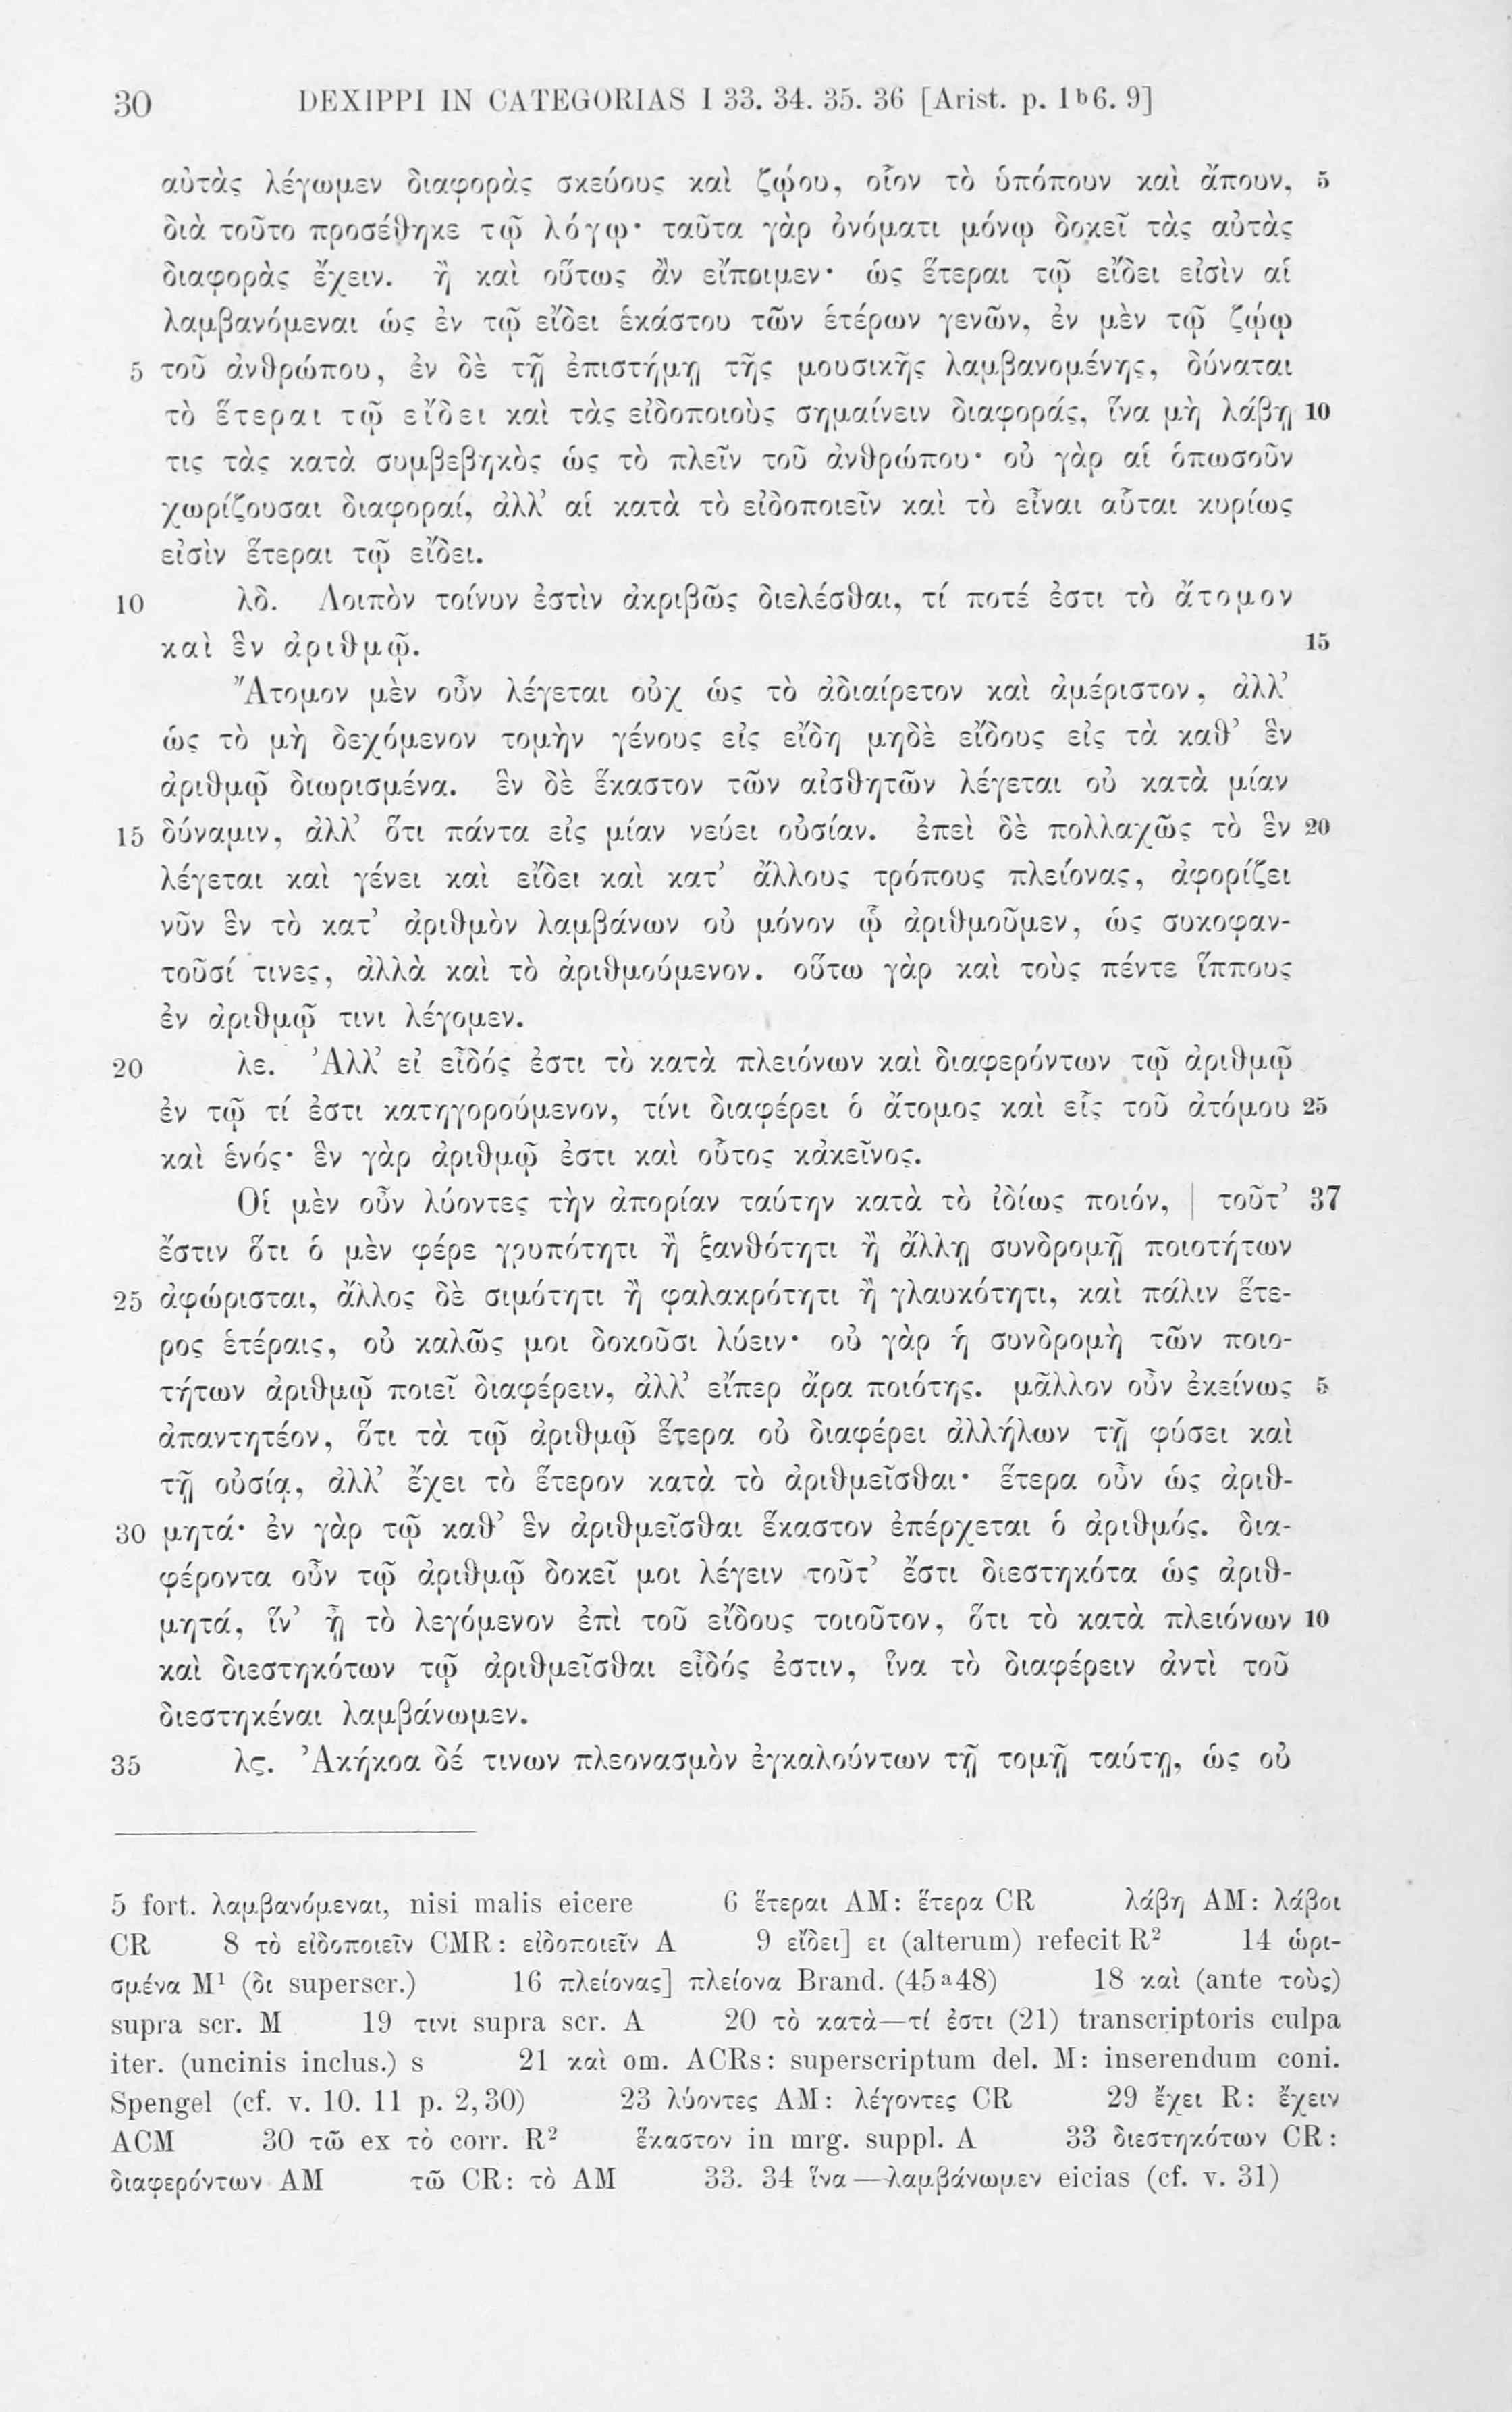 30 DEXIPPI IN CATEGORIAS I 33. 34. 35. 36 [Arist. p. 1ᵇ6. 9]
αὐτὰς λέγωμεν διαφορὰς σκεύους καὶ ζῴου, οἷον τὸ ὑπόπουν καὶ ἄπουν, 5
διὰ τοῦτο προσέθηκε τῷ λόγῳ· ταῦτα γὰρ ὀνόματι μόνῳ δοκεῖ τὰς αὐτὰς
διαφορὰς ἔχειν. ἢ καὶ οὕτως ἂν εἴποιμεν· ὡς ἕτεραι τῷ εἴδει εἰσὶν αἱ
λαμβανόμεναι ὡς ἐν τῷ εἴδει ἑκάστου τῶν ἑτέρων γενῶν, ἐν μὲν τῷ ζῴῳ
5 τοῦ ἀνθρώπου, ἐν δὲ τῇ ἐπιστήμῃ τῆς μουσικῆς λαμβανομένης, δύναται
τὸ ἕτεραι τῷ εἴδει καὶ τὰς εἰδοποιοὺς σημαίνειν διαφοράς, ἵνα μὴ λάβῃ 10
τις τὰς κατὰ συμβεβηκὸς ὡς τὸ πλεῖν τοῦ ἀνθρώπου· οὐ γὰρ αἱ ὁπωσοῦν
χωρίζουσαι διαφοραί, ἀλλ’ αἱ κατὰ τὸ εἰδοποιεῖν καὶ τὸ εἶναι αὗται κυρίως
εἰσὶν ἕτεραι τῷ εἴδει.
10 λδ. Λοιπὸν τοίνυν ἐστὶν ἀκριβῶς διελέσθαι, τί ποτέ ἐστι τὸ ἄτομον
καὶ ἓν ἀριθμῷ. 15
Ἄτομον μὲν οὖν λέγεται οὐχ ὡς τὸ ἀδιαίρετον καὶ ἀμέριστον, ἀλλ’
ὡς τὸ μὴ δεχόμενον τομὴν γένους εἰς εἴδη μηδὲ εἴδους εἰς τὰ καθ’ ἓν
ἀριθμῷ διωρισμένα. ἓν δὲ ἕκαστον τῶν αἰσθητῶν λέγεται οὐ κατὰ μίαν
15 δύναμιν, ἀλλ’ ὅτι πάντα εἰς μίαν νεύει οὐσίαν. ἐπεὶ δὲ πολλαχῶς τὸ ἓν 20
λέγεται καὶ γένει καὶ εἴδει καὶ κατ’ ἄλλους τρόπους πλείονας, ἀφορίζει
νῦν ἓν τὸ κατ’ ἀριθμὸν λαμβάνων οὐ μόνον ᾧ ἀριθμοῦμεν, ὡς συκοφαν-
τοῦσί τινες, ἀλλὰ καὶ τὸ ἀριθμούμενον. οὕτω γὰρ καὶ τοὺς πέντε ἵππους
ἐν ἀριθμῷ τινι λέγομεν.
20 λε. Ἀλλ’ εἰ εἶδός ἐστι τὸ κατὰ πλειόνων καὶ διαφερόντων τῷ ἀριθμῷ
ἐν τῷ τί ἐστι κατηγορούμενον, τίνι διαφέρει ὁ ἄτομος καὶ εἷς τοῦ ἀτόμου 25
καὶ ἑνός· ἓν γὰρ ἀριθμῷ ἐστι καὶ οὗτος κἀκεῖνος.
Οἱ μὲν οὖν λύοντες τὴν ἀπορίαν ταύτην κατὰ τὸ ἰδίως ποιόν, | τοῦτ’ 37
ἔστιν ὅτι ὁ μὲν φέρε γρυπότητι ἢ ξανθότητι ἢ ἄλλῃ συνδρομῇ ποιοτήτων
25 ἀφώρισται, ἄλλος δὲ σιμότητι ἢ φαλακρότητι ἢ γλαυκότητι, καὶ πάλιν ἕτε-
ρος ἑτέραις, οὐ καλῶς μοι δοκοῦσι λύειν· οὐ γὰρ ἡ συνδρομὴ τῶν ποιο-
τήτων ἀριθμῷ ποιεῖ διαφέρειν, ἀλλ’ εἴπερ ἄρα ποιότης. μᾶλλον οὖν ἐκείνως 5
ἀπαντητέον, ὅτι τὰ τῷ ἀριθμῷ ἕτερα οὐ διαφέρει ἀλλήλων τῇ φύσει καὶ
τῇ οὐσίᾳ, ἀλλ’ ἔχει τὸ ἕτερον κατὰ τὸ ἀριθμεῖσθαι· ἕτερα οὖν ὡς ἀριθ-
30 μητά· ἐν γὰρ τῷ καθ’ ἓν ἀριθμεῖσθαι ἕκαστον ἐπέρχεται ὁ ἀριθμός. δια-
φέροντα οὖν τῷ ἀριθμῷ δοκεῖ μοι λέγειν τοῦτ’ ἔστι διεστηκότα ὡς ἀριθ-
μητά, ἵν’ ᾖ τὸ λεγόμενον ἐπὶ τοῦ εἴδους τοιοῦτον, ὅτι τὸ κατὰ πλειόνων 10
καὶ διεστηκότων τῷ ἀριθμεῖσθαι εἶδός ἐστιν, ἵνα τὸ διαφέρειν ἀντὶ τοῦ
διεστηκέναι λαμβάνωμεν.
35 λϛ. Ἀκήκοα δέ τινων πλεονασμὸν ἐγκαλούντων τῇ τομῇ ταύτῃ, ὡς οὐ
5 fort. λαμβανόμεναι, nisi malis eicere 6 ἕτεραι AM: ἕτερα CR λάβῃ AM: λάβοι
CR 8 τὸ εἰδοποιεῖν CMR: εἰδοποιεῖν A 9 εἴδει] ει (alterum) refecit R² 14 ὡρι-
σμένα M¹ (δι superscr.) 16 πλείονας] πλείονα Brand. (45ᵃ48) 18 καὶ (ante τοὺς)
supra scr. M 19 τινι supra scr. A 20 τὸ κατὰ—τί ἐστι (21) transcriptoris culpa
iter. (uncinis inclus.) s 21 καὶ om. ACRs: superscriptum del. M: inserendum coni.
Spengel (cf. v. 10. 11 p. 2,30) 23 λύοντες AM: λέγοντες CR 29 ἔχει R: ἔχειν
ACM 30 τῶ ex τὸ corr. R² ἕκαστον in mrg. suppl. A 33 διεστηκότων CR:
διαφερόντων AM τῶ CR: τὸ AM 33. 34 ἵνα—λαμβάνωμεν eicias (cf. v. 31)